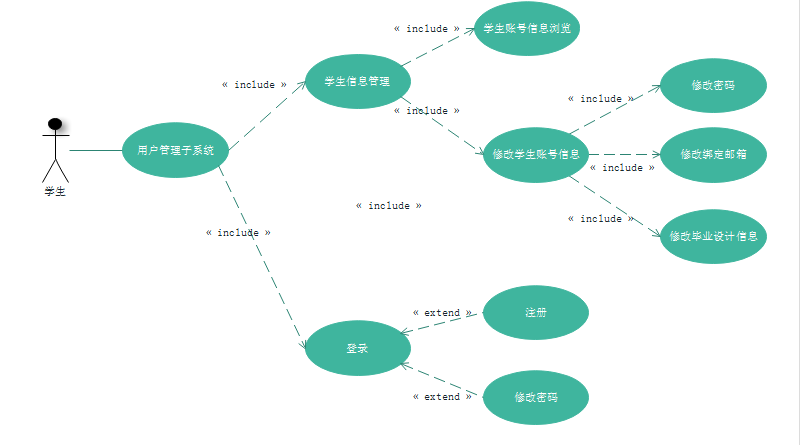 « include »
学生账号信息浏览
« include »
学生信息管理
« include »
修改密码
« include »
用户管理子系统
修改学生账号信息
修改绑定邮箱
« include »
学生
« include »
« include »
« include »
修改毕业设计信息
« extend »
注册
登录
« extend »
修改密码